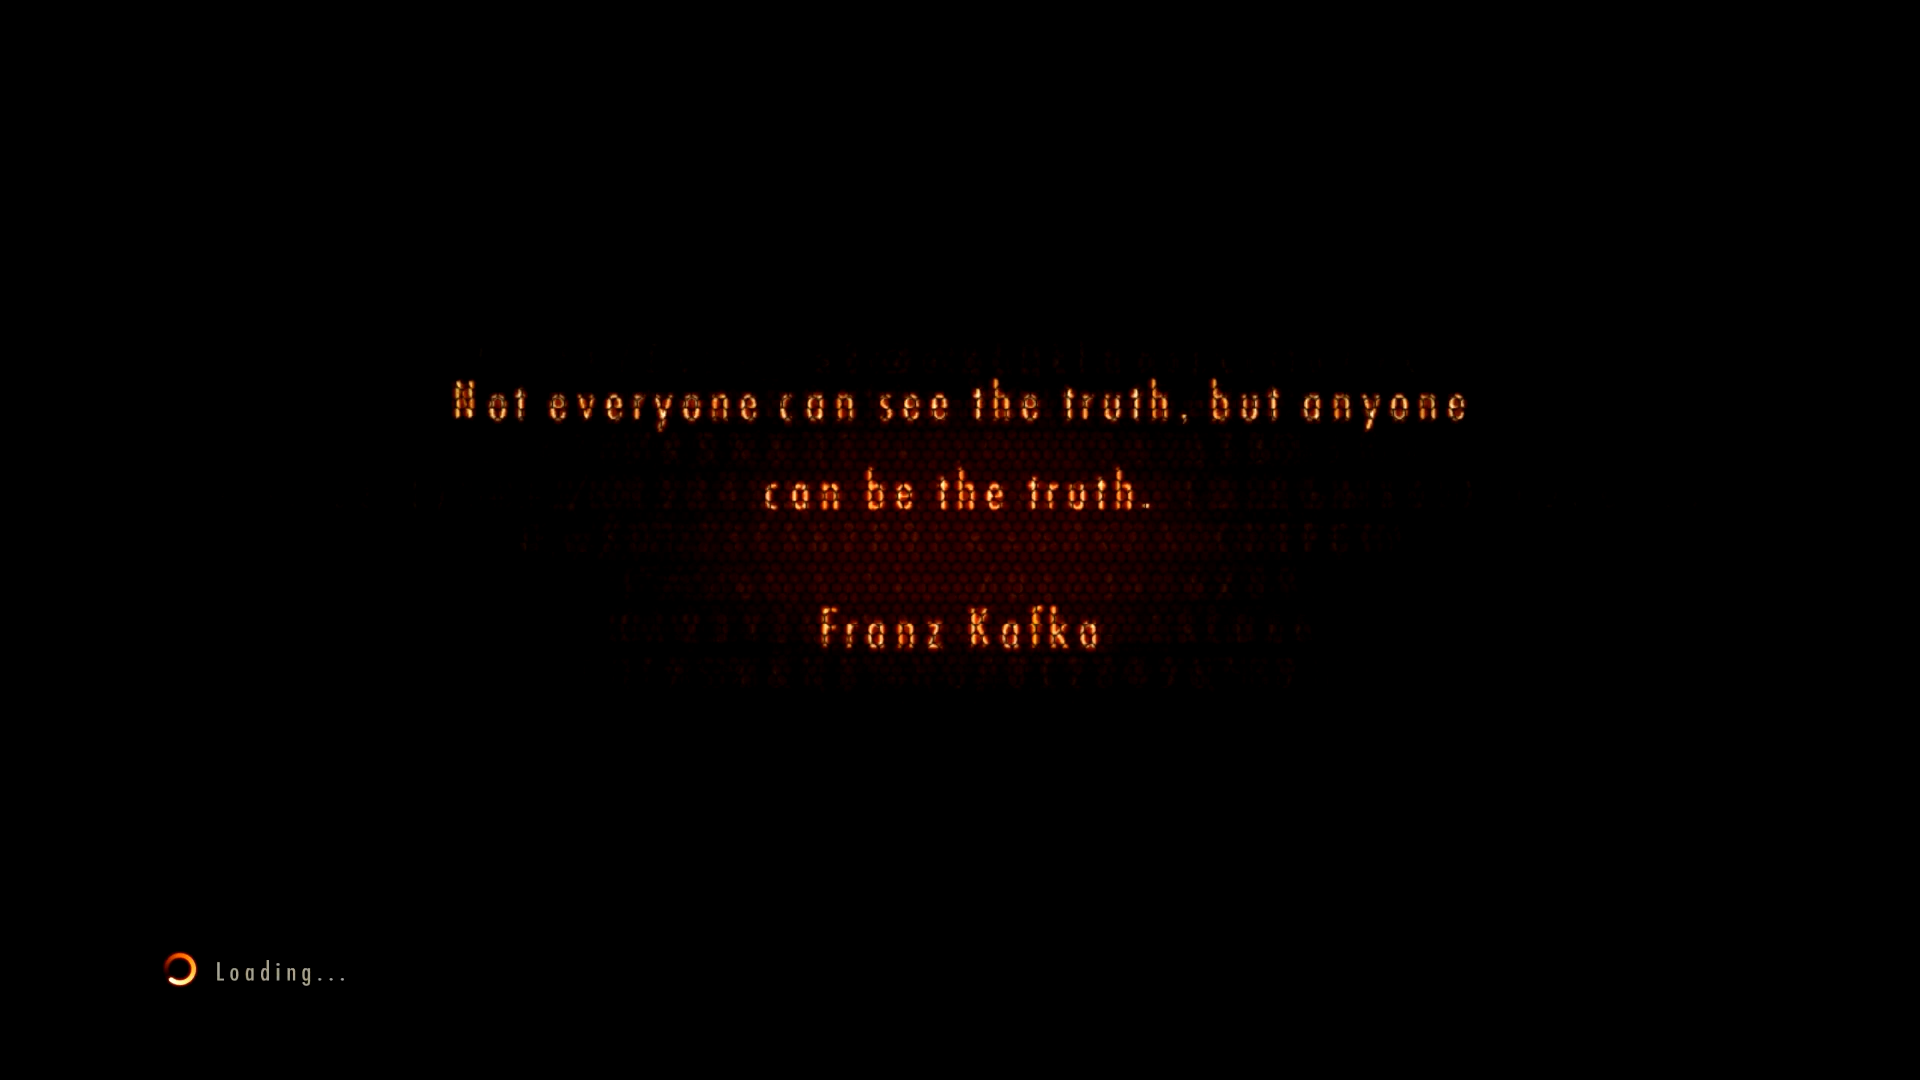 Not everyone can see the truth, but anyone
can be the truth.
Franz Kafka
Loading...